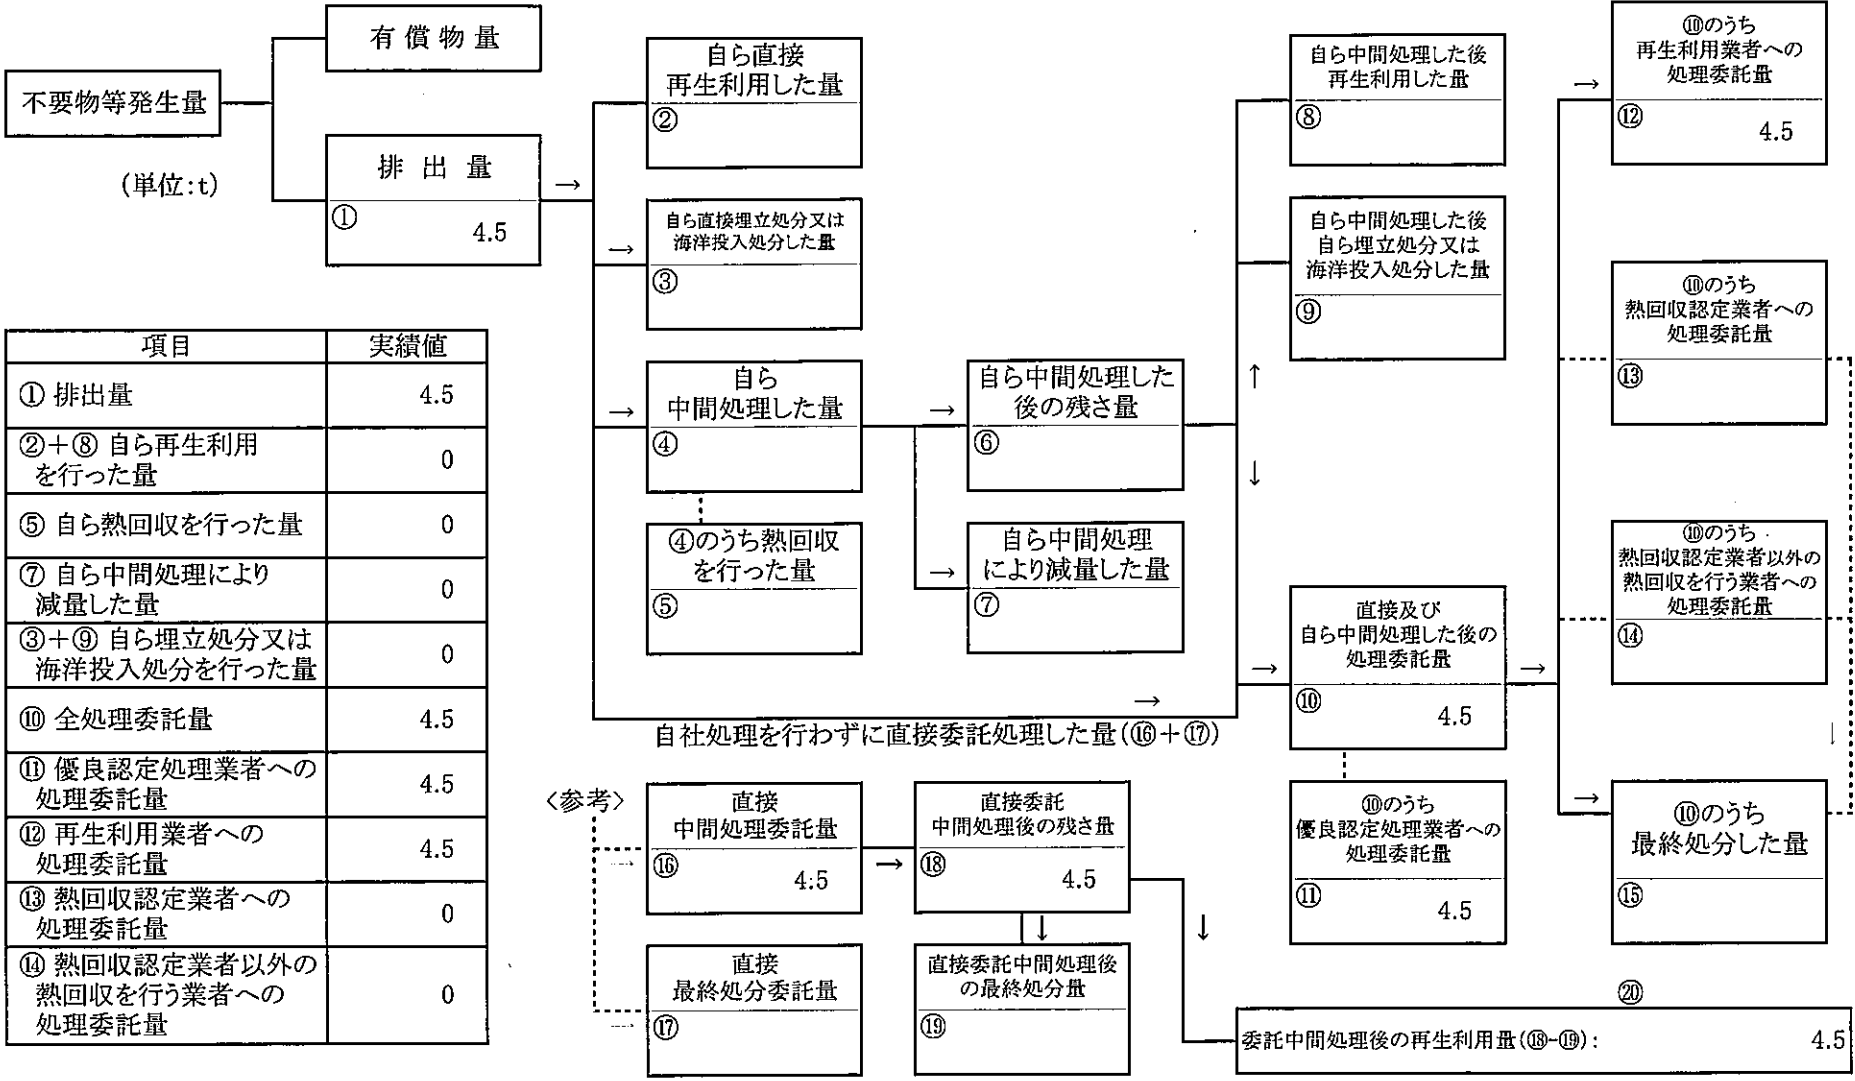 有 償 物 量
不要物等発生量
(単位:t)
排 出 量
①
4.5
→
自ら直接
再生利用した量
②
→
自ら直接埋立処分又は
海洋投入処分した量
③
→
自ら
中間処理した量
④
④のうち熱回収
を行った量
⑤
→
自ら中間処理した
後の残さ量
⑥
→
自ら中間処理
により減量した量
⑦
↑
↓
自ら中間処理した後
再生利用した量
⑧
自ら中間処理した後
自ら埋立処分又は
海洋投入処分した量
⑨
→
自社処理を行わずに直接委託処理した量(⑯+⑰)
→
直接及び
自ら中間処理した後の
処理委託量
⑩
4.5
→
⑩のうち
優良認定処理業者への
処理委託量
⑪
4.5
→
⑩のうち
再生利用業者への
処理委託量
⑫
4.5
⑩のうち
熱回収認定業者への
処理委託量
⑬
⑩のうち
熱回収認定業者以外の
熱回収を行う業者への
処理委託量
⑭
↓
→
⑩のうち
最終処分した量
⑮
項目 実績値
① 排出量 4.5
②+⑧ 自ら再生利用
を行った量 0
⑤ 自ら熱回収を行った量 0
⑦ 自ら中間処理により
減量した量 0
③+⑨ 自ら埋立処分又は
海洋投入処分を行った量 0
⑩ 全処理委託量 4.5
⑪ 優良認定処理業者への
処理委託量 4.5
⑫ 再生利用業者への
処理委託量 4.5
⑬ 熱回収認定業者への
処理委託量 0
⑭ 熱回収認定業者以外の
熱回収を行う業者への
処理委託量 0
〈参考〉
→
直接
中間処理委託量
⑯
4.5
→
直接委託
中間処理後の残さ量
⑱
4.5
↓
↓
→
直接
最終処分委託量
⑰
直接委託中間処理後
の最終処分量
⑲
⑳
委託中間処理後の再生利用量(⑱-⑲): 4.5